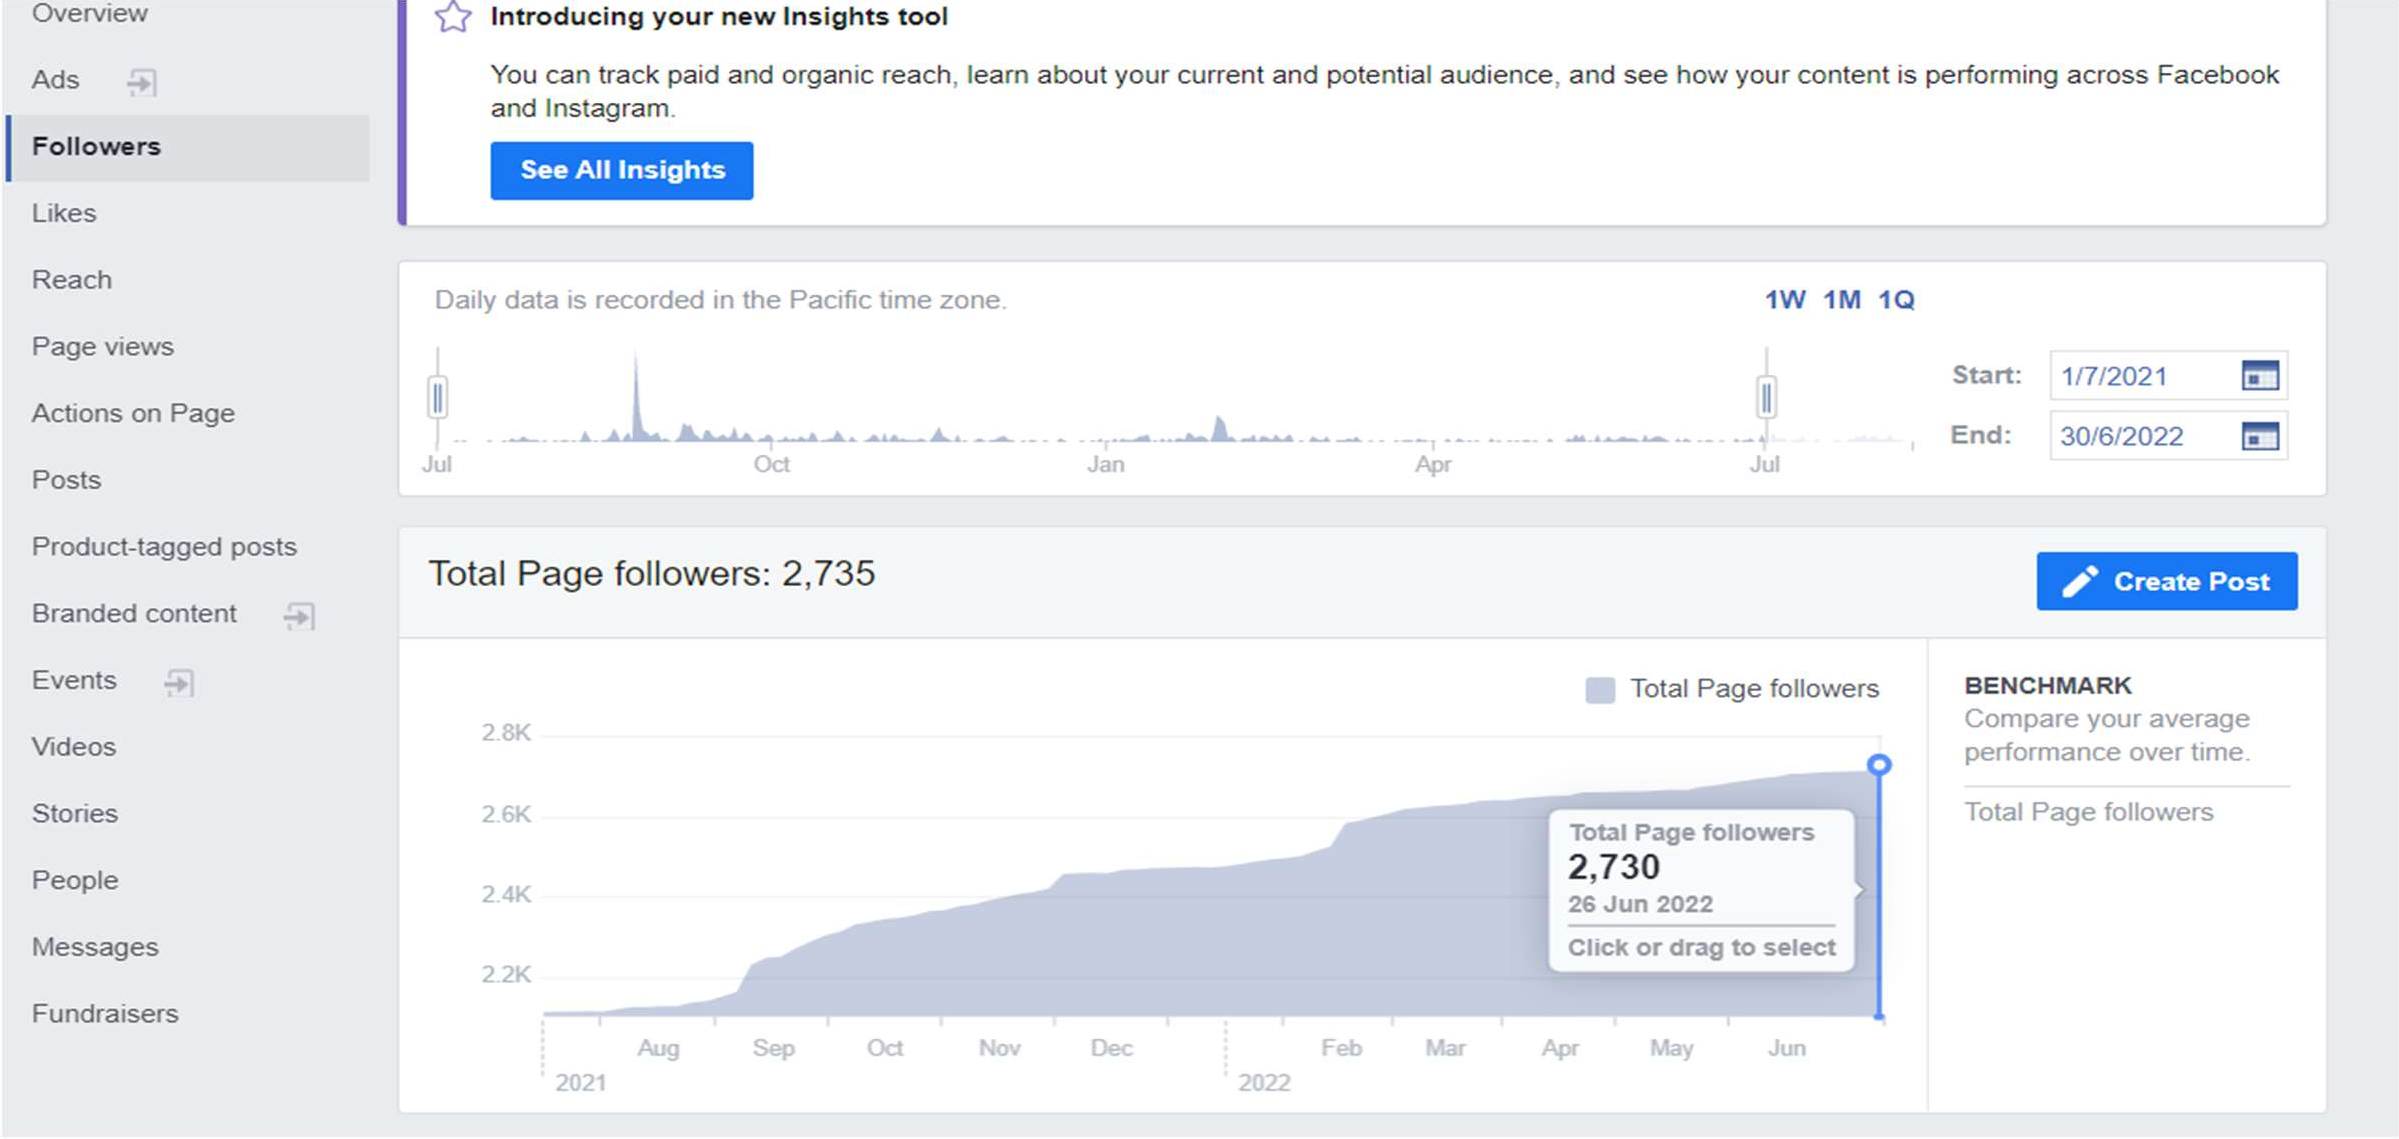 Overview
Ads
Followers
Likes
Reach
Page views
Actions on Page
Posts
Product-tagged posts
Branded content
Events
Videos
Stories
People
Messages
Fundraisers
Introducing your new Insights tool
You can track paid and organic reach, learn about your current and potential audience, and see how your content is performing across Facebook
and Instagram.
See All Insights
Daily data is recorded in the Pacific time zone.
1W 1M 1Q
Jul Oct Jan Apr Jul
Start: 1/7/2021
End: 30/6/2022
Total Page followers: 2,735
Create Post
Total Page followers
2.8K
2.6K
2.4K
2.2K
Total Page followers
2,730
26 Jun 2022
Click or drag to select
Aug Sep Oct Nov Dec Feb Mar Apr May Jun
2021 2022
BENCHMARK
Compare your average
performance over time.
Total Page followers